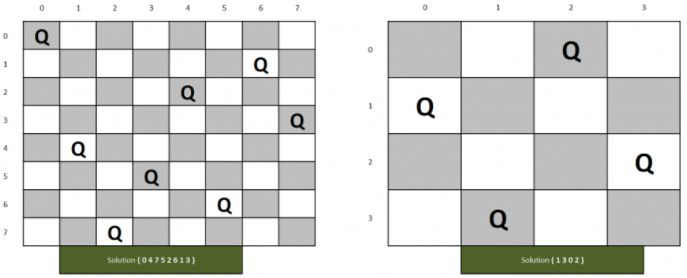 0 1 2 3 4 5 6 7
0 Q
1 Q
2 Q
3 Q
4 Q
5 Q
6 Q
7 Q
Solution { 0 4 7 5 2 6 1 3 }
0 1 2 3
0 Q
1 Q
2 Q
3 Q
Solution { 1 3 0 2 }